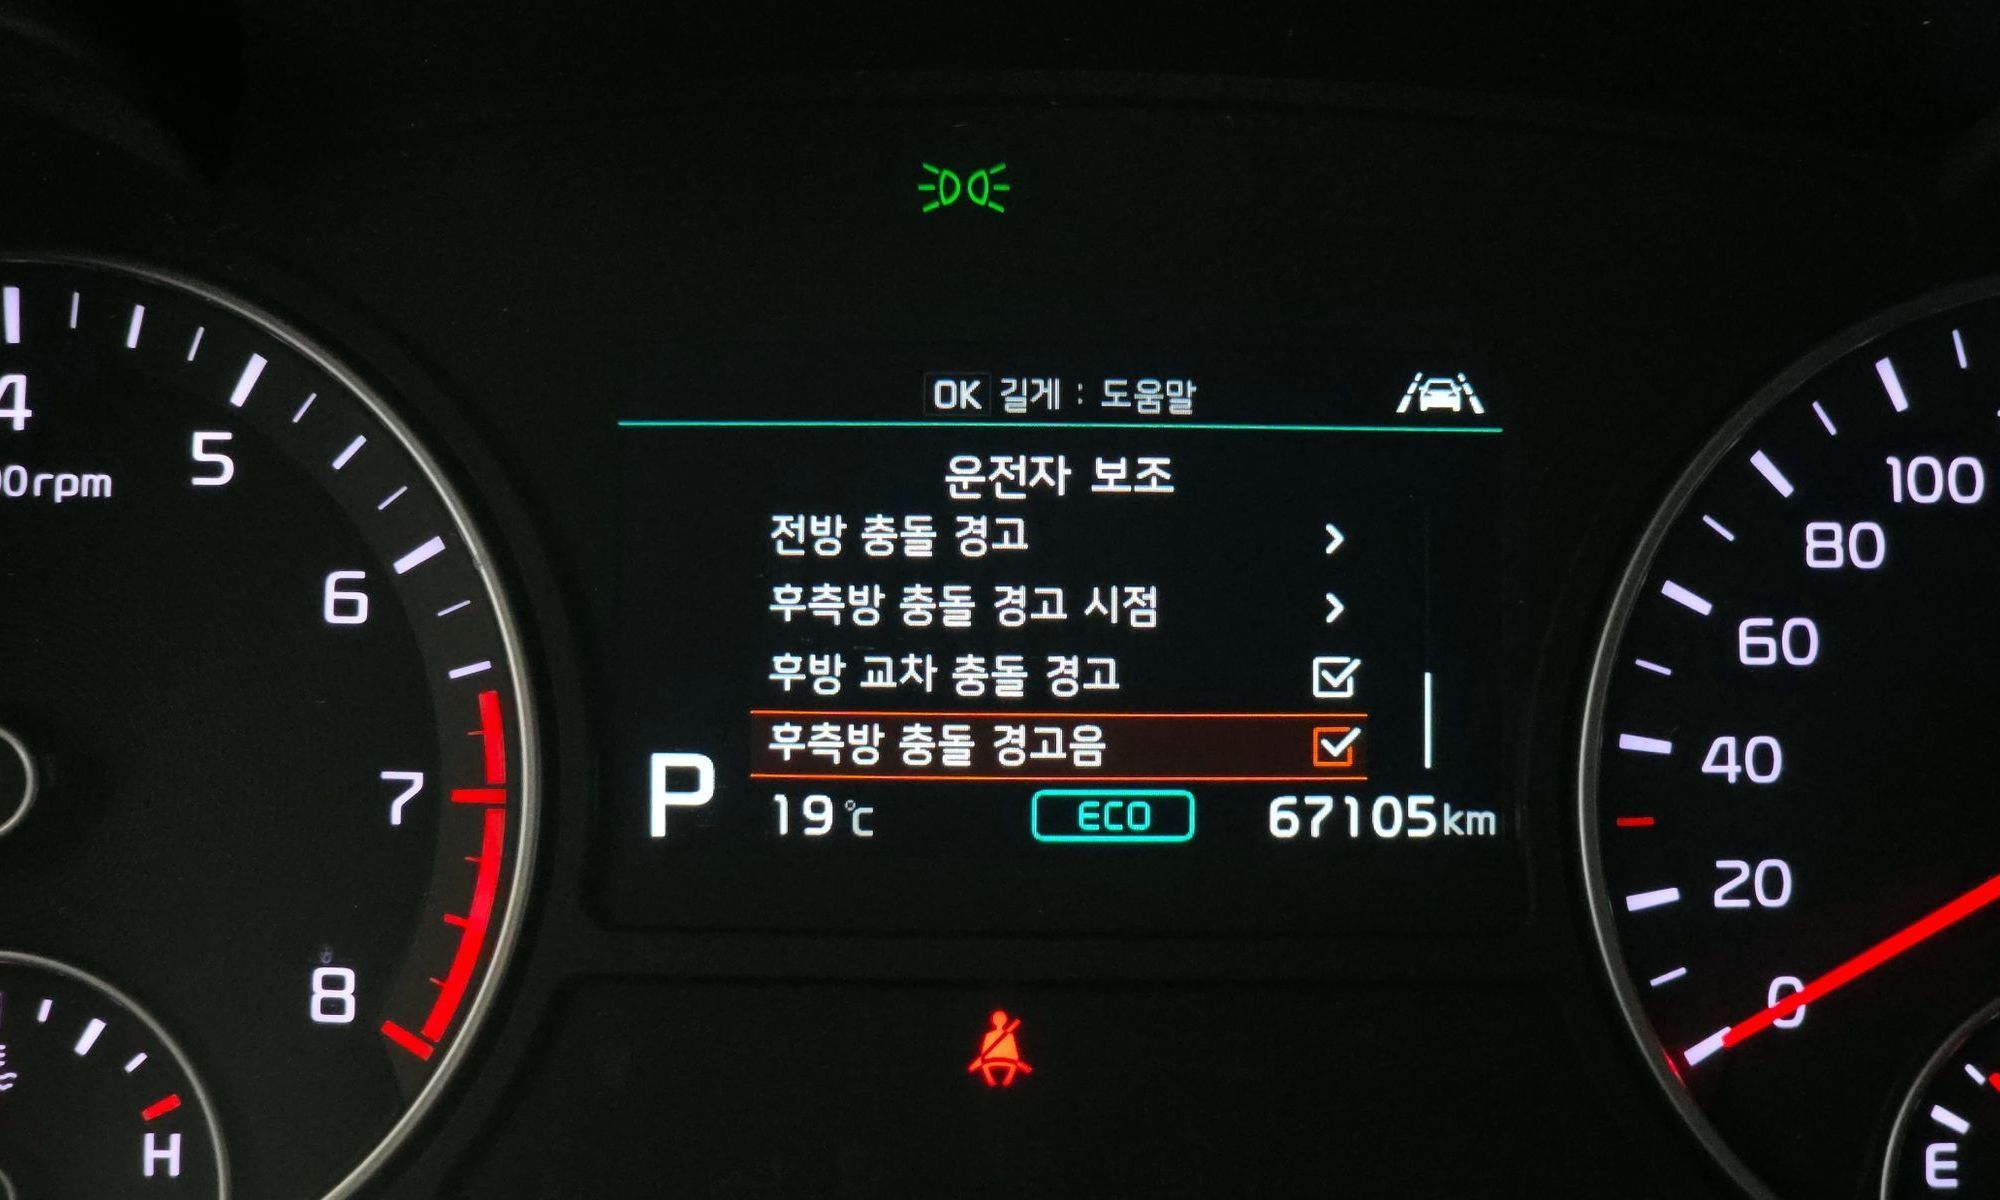 OK 길게 : 도움말
운전자 보조
전방 충돌 경고
후측방 충돌 경고 시점
후방 교차 충돌 경고
후측방 충돌 경고음
P
19℃ ECO 67105km
4
5
6
7
8
00rpm
H
100
80
60
40
20
0
E